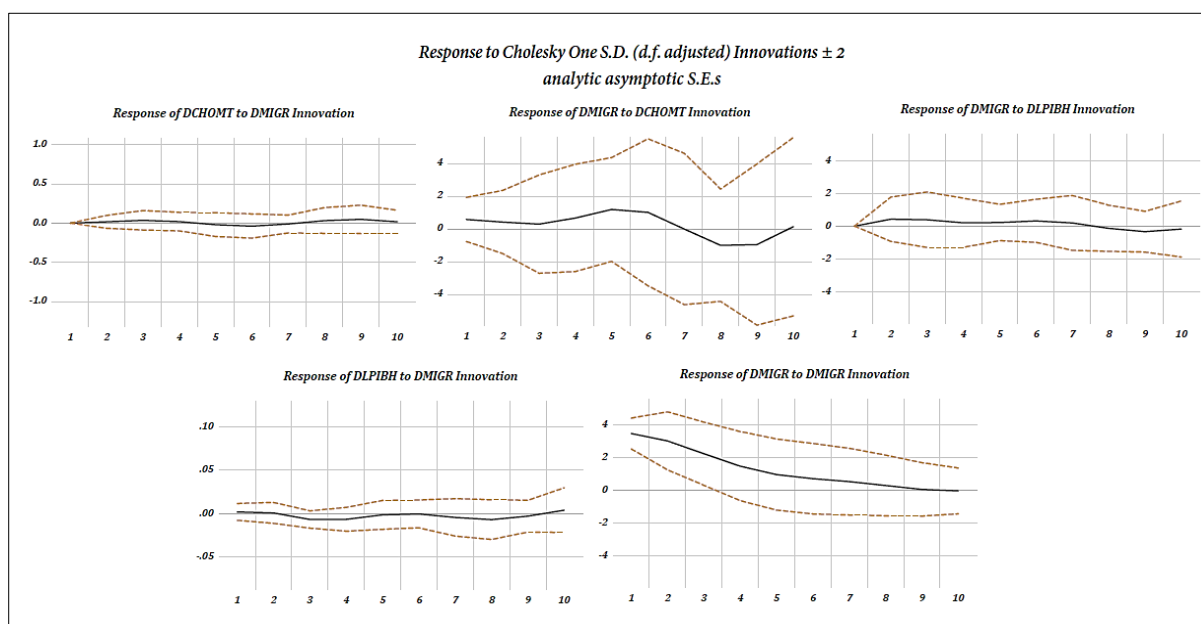 Response to Cholesky One S.D. (d.f. adjusted) Innovations ± 2
analytic asymptotic S.E.s
Response of DCHOMT to DMIGR Innovation
1.0
0.5
0.0
-0.5
-1.0
1 2 3 4 5 6 7 8 9 10
Response of DMIGR to DCHOMT Innovation
4
2
0
-2
-4
1 2 3 4 5 6 7 8 9 10
Response of DMIGR to DLPIBH Innovation
4
2
0
-2
-4
1 2 3 4 5 6 7 8 9 10
Response of DLPIBH to DMIGR Innovation
.10
.05
.00
-.05
1 2 3 4 5 6 7 8 9 10
Response of DMIGR to DMIGR Innovation
4
2
0
-2
-4
1 2 3 4 5 6 7 8 9 10